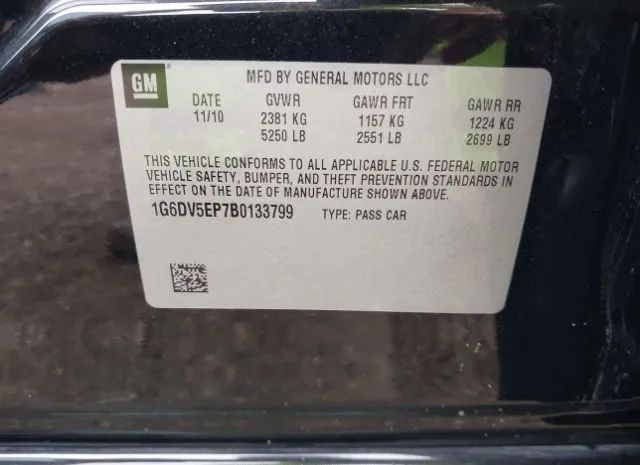 GM ®
MFD BY GENERAL MOTORS LLC
DATE GVWR GAWR FRT GAWR RR
11/10 2381 KG 1157 KG 1224 KG
5250 LB 2551 LB 2699 LB
THIS VEHICLE CONFORMS TO ALL APPLICABLE U.S. FEDERAL MOTOR
VEHICLE SAFETY, BUMPER, AND THEFT PREVENTION STANDARDS IN
EFFECT ON THE DATE OF MANUFACTURE SHOWN ABOVE.
1G6DV5EP7B0133799 TYPE: PASS CAR